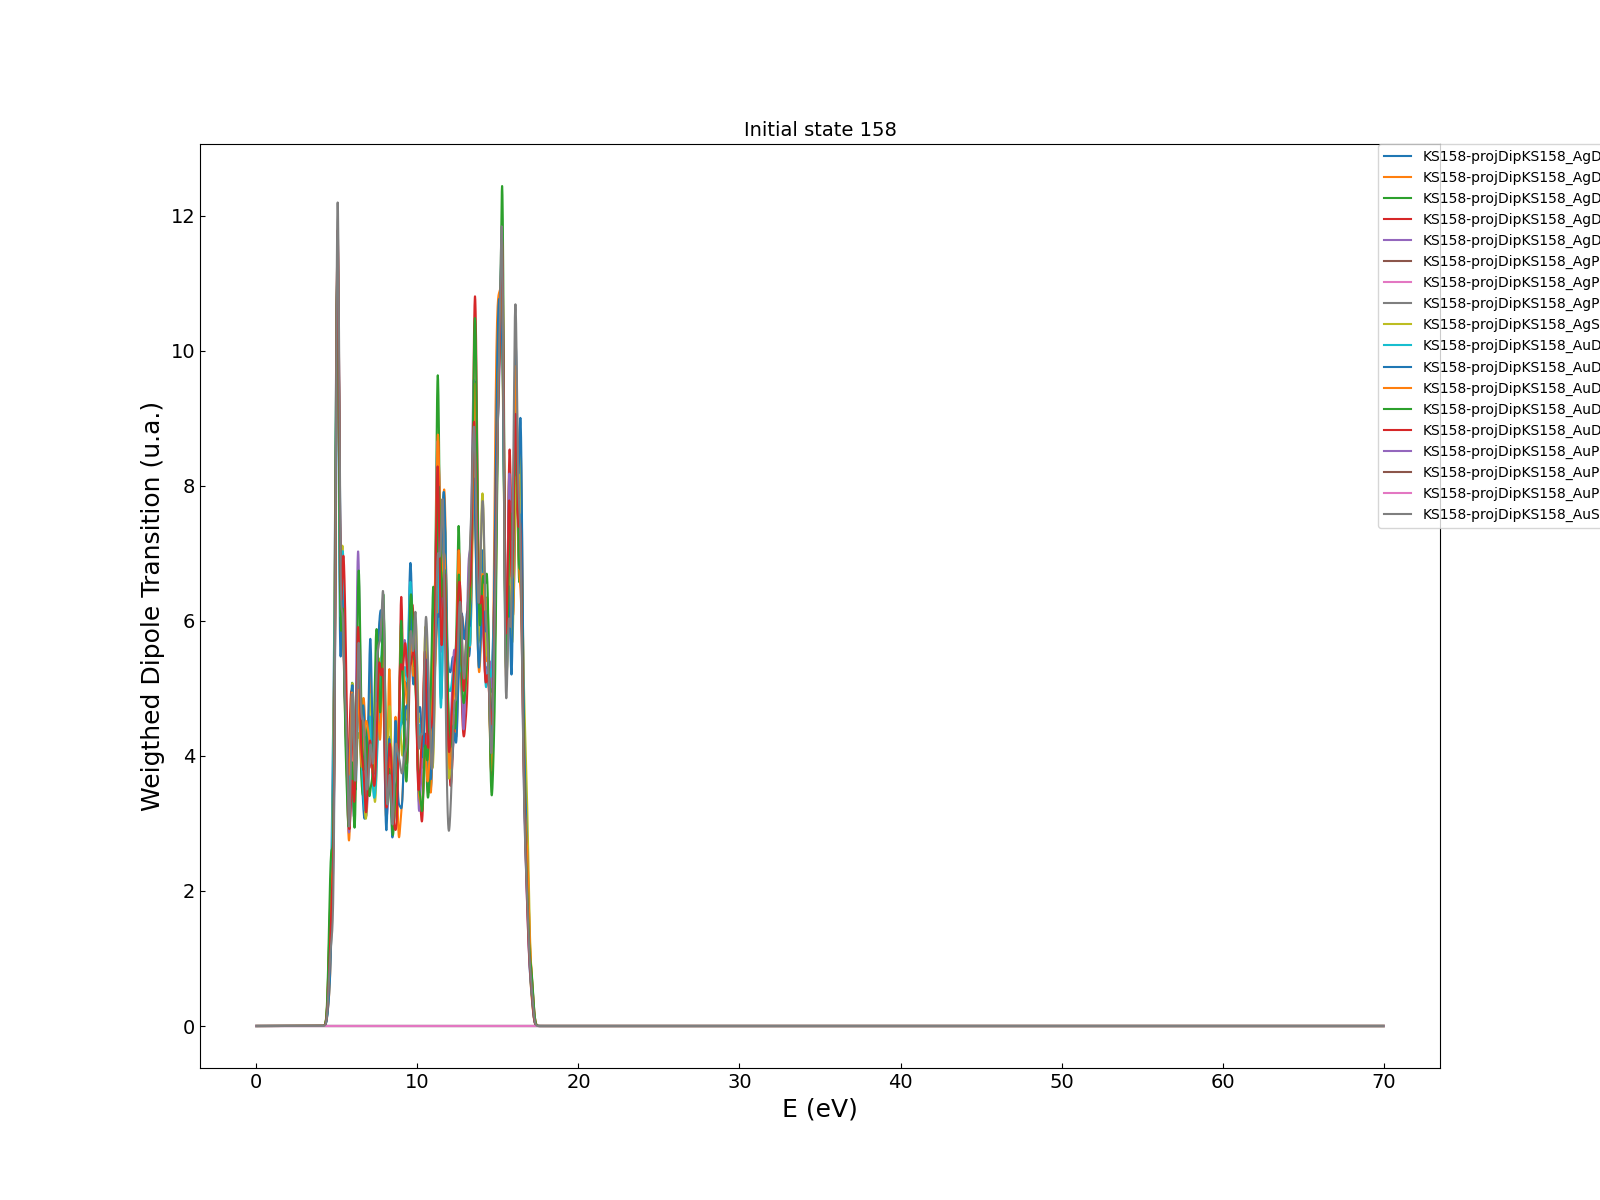 Initial state 158
Weigthed Dipole Transition (u.a.)
12
10
8
6
4
2
0
0 10 20 30 40 50 60 70
E (eV)
KS158-projDipKS158_AgD
KS158-projDipKS158_AgD
KS158-projDipKS158_AgD
KS158-projDipKS158_AgD
KS158-projDipKS158_AgD
KS158-projDipKS158_AgP
KS158-projDipKS158_AgP
KS158-projDipKS158_AgP
KS158-projDipKS158_AgS
KS158-projDipKS158_AuD
KS158-projDipKS158_AuD
KS158-projDipKS158_AuD
KS158-projDipKS158_AuD
KS158-projDipKS158_AuD
KS158-projDipKS158_AuP
KS158-projDipKS158_AuP
KS158-projDipKS158_AuP
KS158-projDipKS158_AuS